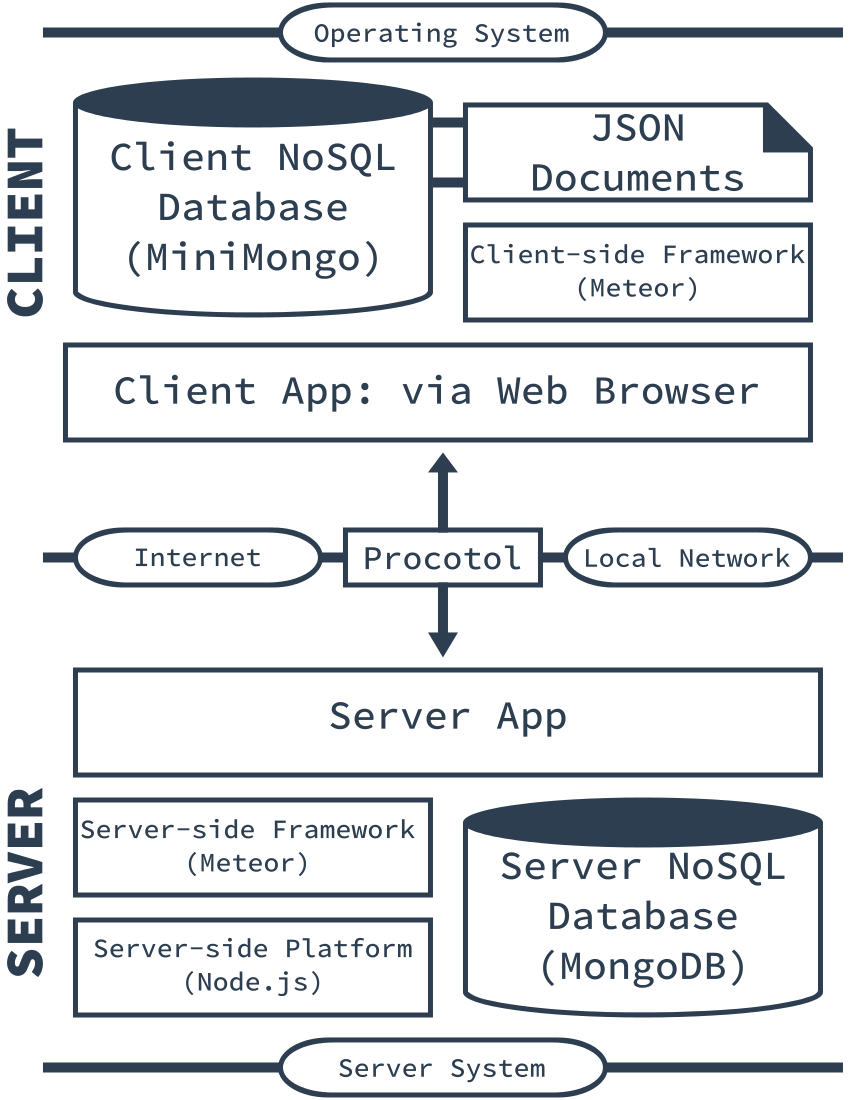 Operating System
CLIENT
Client NoSQL
Database
(MiniMongo)
JSON
Documents
Client-side Framework
(Meteor)
Client App: via Web Browser
Internet
Procotol
Local Network
SERVER
Server App
Server-side Framework
(Meteor)
Server-side Platform
(Node.js)
Server NoSQL
Database
(MongoDB)
Server System